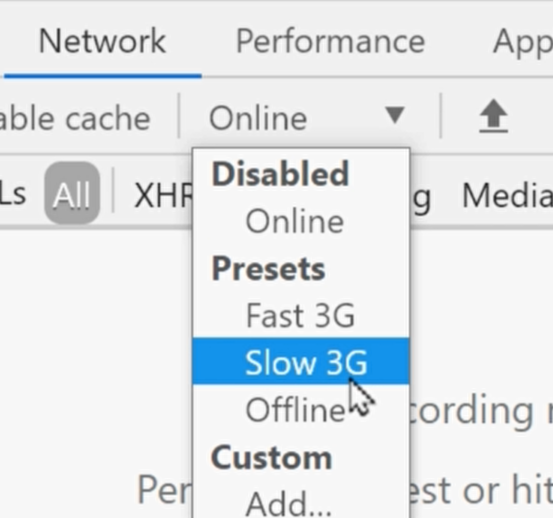 Network Performance App
able cache Online
Ls All XHR g Media
Disabled
Online
Presets
Fast 3G
Slow 3G
Offline
cording r
Custom
Per est or hit
Add...